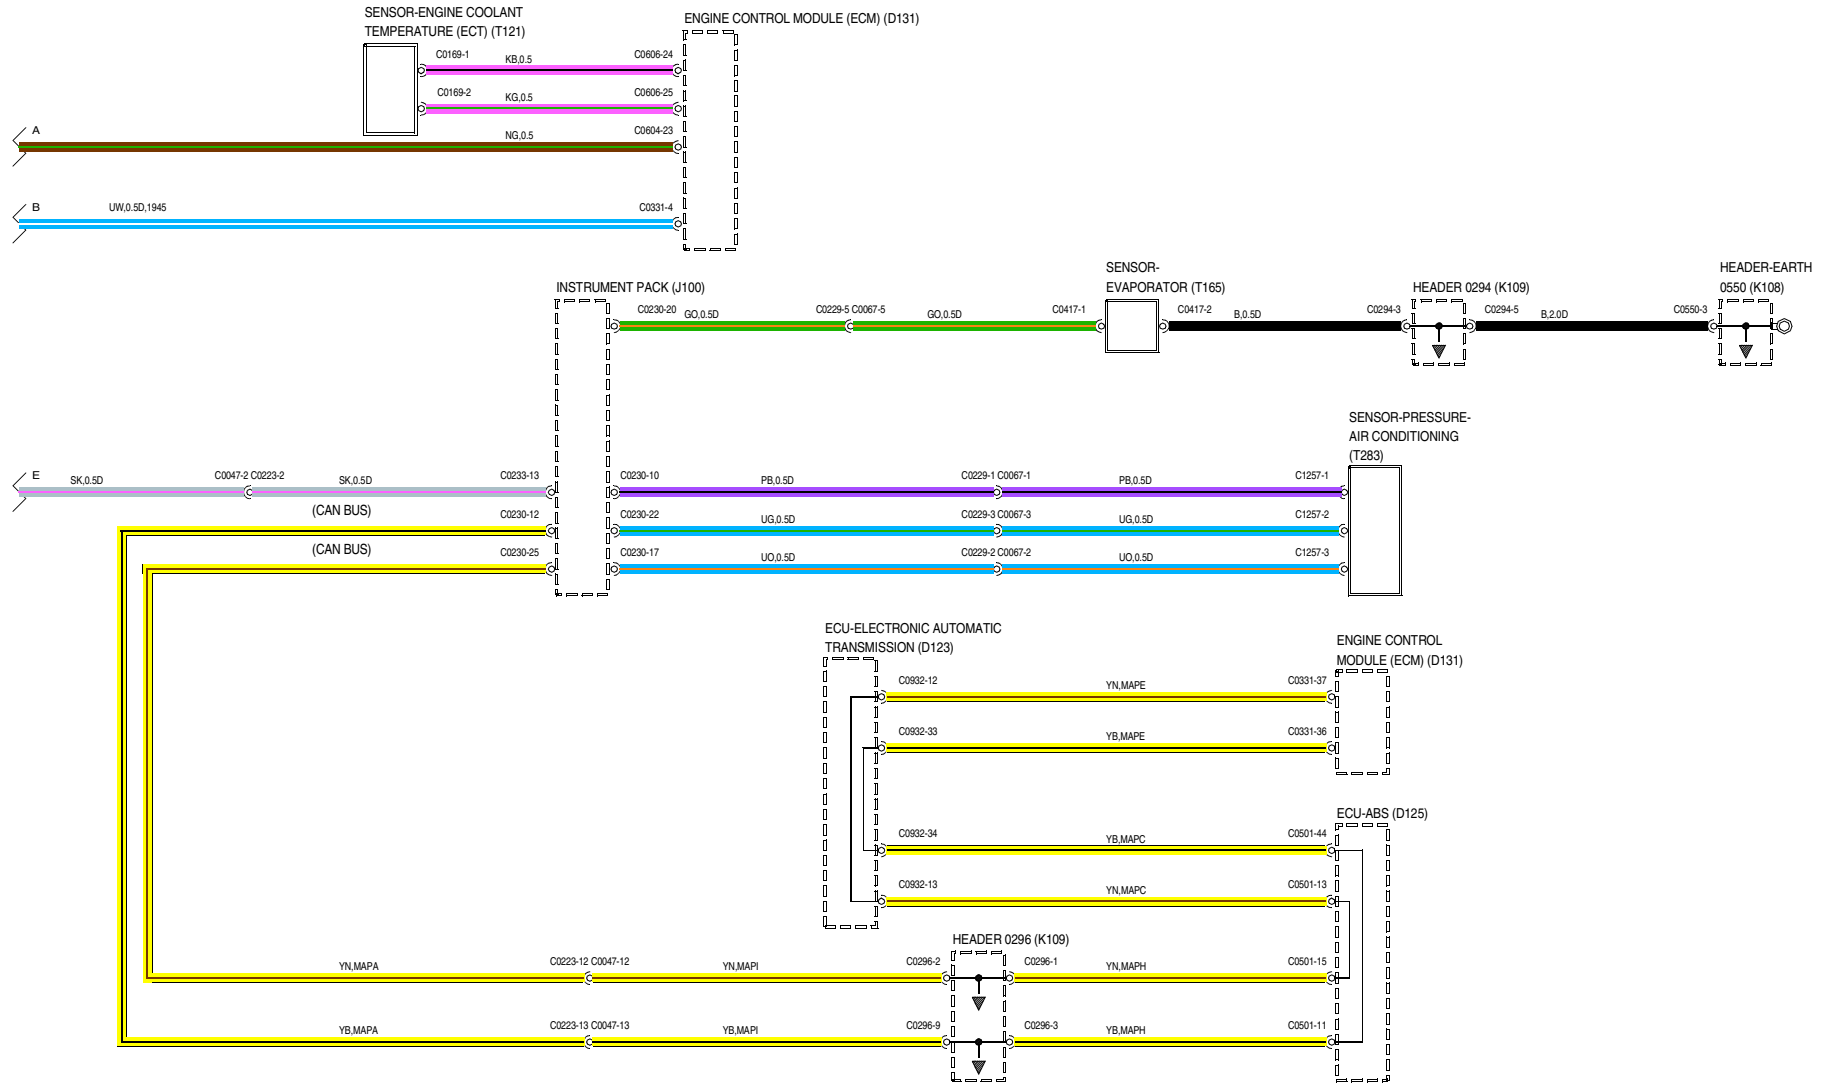 SENSOR-ENGINE COOLANT
TEMPERATURE (ECT) (T121)
ENGINE CONTROL MODULE (ECM) (D131)
C0169-1
KB,0.5
C0606-24
C0169-2
KG,0.5
C0606-25
A
NG,0.5
C0604-23
B
UW,0.5D,1945
C0331-4
INSTRUMENT PACK (J100)
SENSOR-
EVAPORATOR (T165)
HEADER 0294 (K109)
HEADER-EARTH
0550 (K108)
C0230-20
GO,0.5D
C0229-5 C0067-5
GO,0.5D
C0417-1
C0417-2
B,0.5D
C0294-3
C0294-5
B,2.0D
C0550-3
SENSOR-PRESSURE-
AIR CONDITIONING
(T283)
E
SK,0.5D
C0047-2 C0223-2
SK,0.5D
C0233-13
C0230-10
PB,0.5D
C0229-1 C0067-1
PB,0.5D
C1257-1
(CAN BUS)
C0230-12
C0230-22
UG,0.5D
C0229-3 C0067-3
UG,0.5D
C1257-2
(CAN BUS)
C0230-25
C0230-17
UO,0.5D
C0229-2 C0067-2
UO,0.5D
C1257-3
ECU-ELECTRONIC AUTOMATIC
TRANSMISSION (D123)
ENGINE CONTROL
MODULE (ECM) (D131)
C0932-12
YN,MAPE
C0331-37
C0932-33
YB,MAPE
C0331-36
ECU-ABS (D125)
C0932-34
YB,MAPC
C0501-44
C0932-13
YN,MAPC
C0501-13
HEADER 0296 (K109)
YN,MAPA
C0223-12 C0047-12
YN,MAPI
C0296-2
C0296-1
YN,MAPH
C0501-15
YB,MAPA
C0223-13 C0047-13
YB,MAPI
C0296-9
C0296-3
YB,MAPH
C0501-11